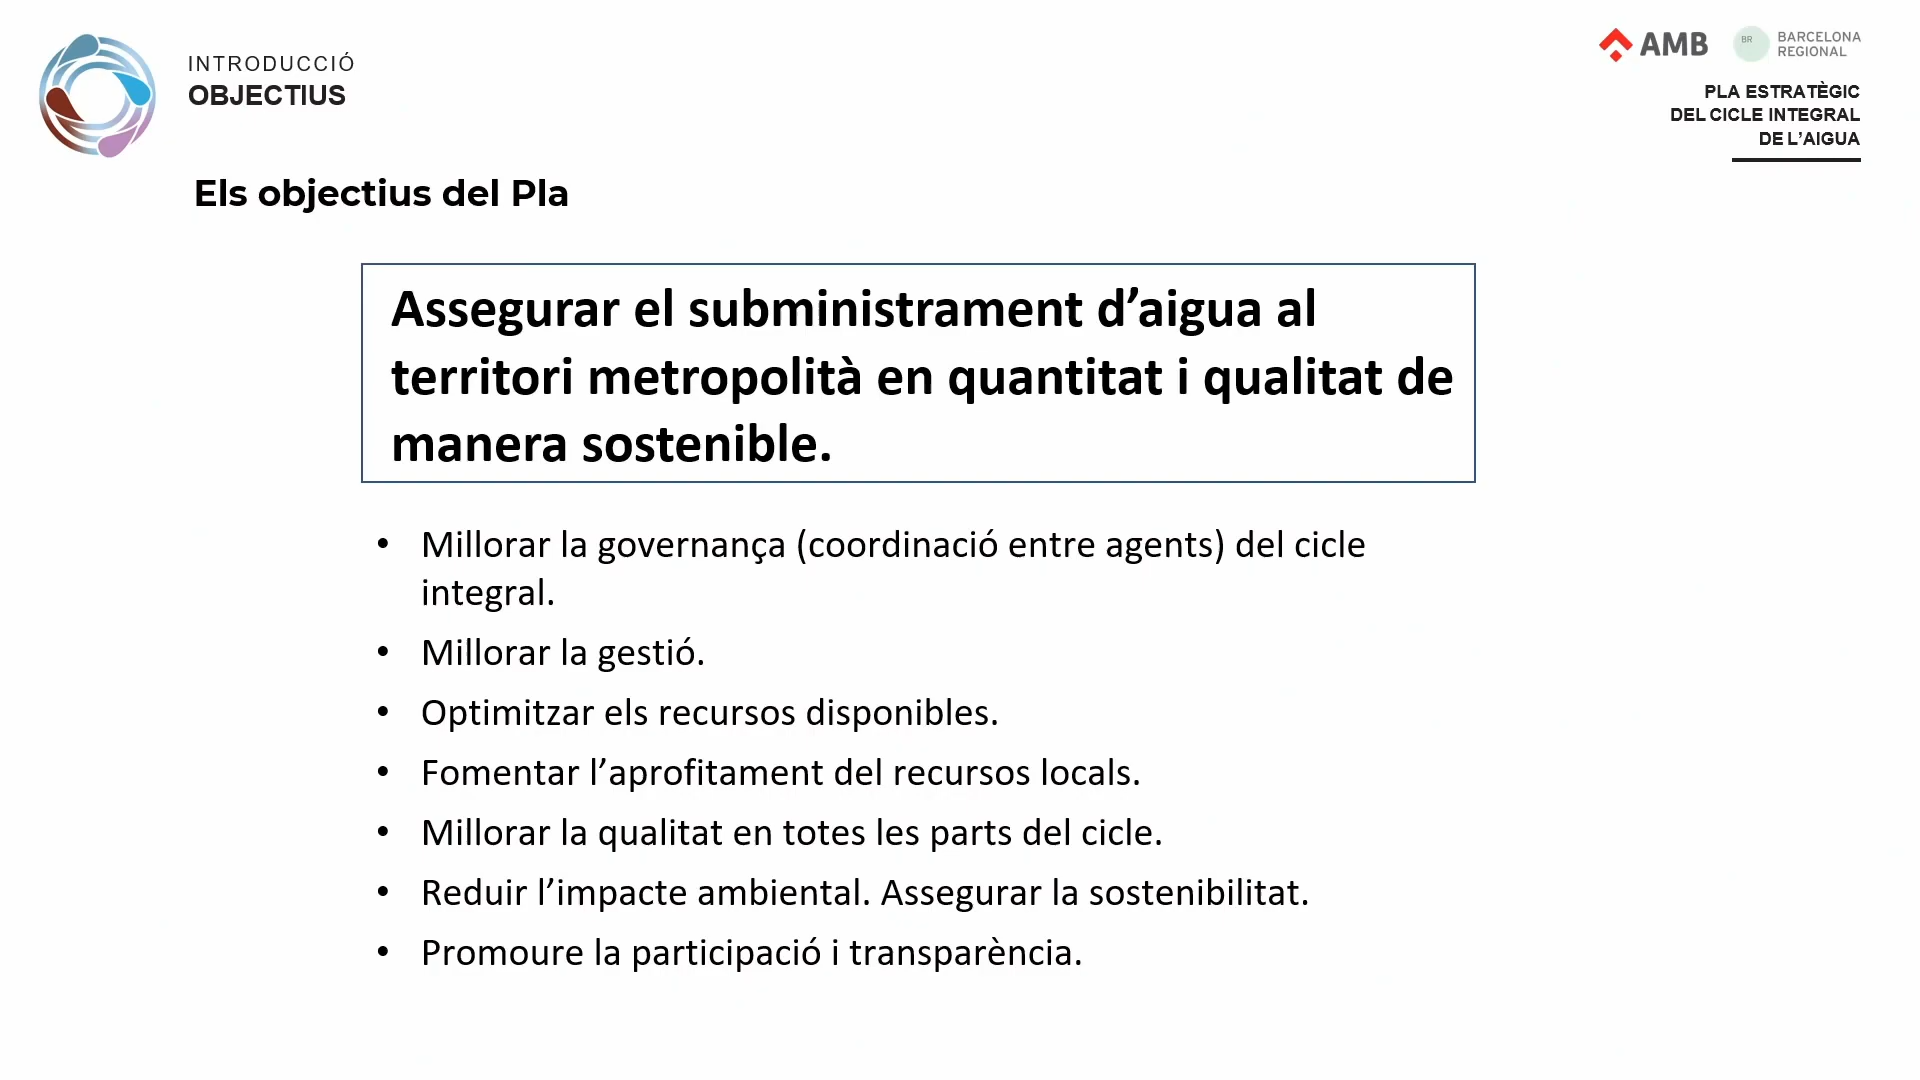 INTRODUCCIÓ
OBJECTIUS
AMB
BR
BARCELONA
REGIONAL
PLA ESTRATÈGIC
DEL CICLE INTEGRAL
DE L’AIGUA
Els objectius del Pla
Assegurar el subministrament d’aigua al
territori metropolità en quantitat i qualitat de
manera sostenible.
• Millorar la governança (coordinació entre agents) del cicle
integral.
• Millorar la gestió.
• Optimitzar els recursos disponibles.
• Fomentar l’aprofitament del recursos locals.
• Millorar la qualitat en totes les parts del cicle.
• Reduir l’impacte ambiental. Assegurar la sostenibilitat.
• Promoure la participació i transparència.